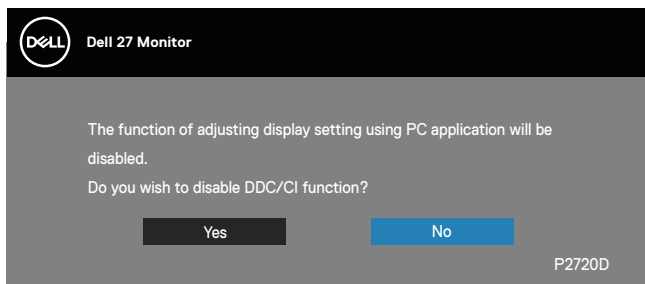 DELL
Dell 27 Monitor
The function of adjusting display setting using PC application will be
disabled.
Do you wish to disable DDC/CI function?
Yes No
P2720D